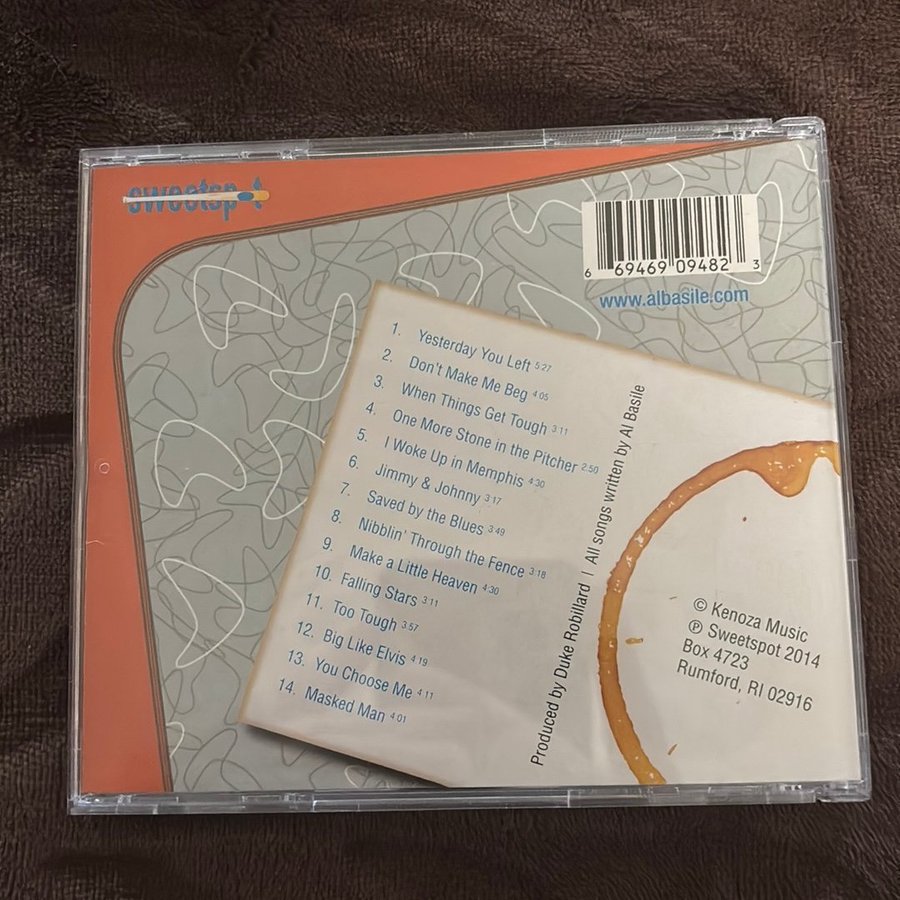 sweetspot
6 69469 09482 3
www.albasile.com
1. Yesterday You Left 5:27
2. Don't Make Me Beg 4:05
3. When Things Get Tough 3:11
4. One More Stone in the Pitcher 2:50
5. I Woke Up in Memphis 4:30
6. Jimmy & Johnny 3:17
7. Saved by the Blues 3:49
8. Nibblin' Through the Fence 3:18
9. Make a Little Heaven 4:30
10. Falling Stars 3:11
11. Too Tough 3:57
12. Big Like Elvis 4:19
13. You Choose Me 4:11
14. Masked Man 4:01
Produced by Duke Robillard | All songs written by Al Basile
© Kenoza Music
℗ Sweetspot 2014
Box 4723
Rumford, RI 02916